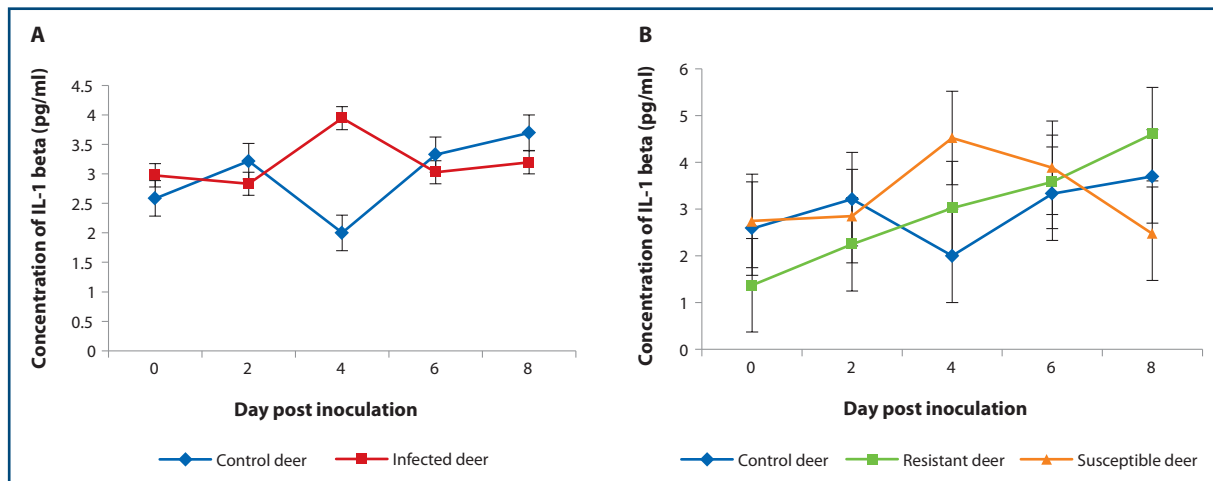 A
Concentration of IL-1 beta (pg/ml)
4.5
4
3.5
3
2.5
2
1.5
1
0.5
0
0 2 4 6 8
Day post inoculation
Control deer Infected deer
B
Concentration of IL-1 beta (pg/ml)
6
5
4
3
2
1
0
0 2 4 6 8
Day post inoculation
Control deer Resistant deer Susceptible deer